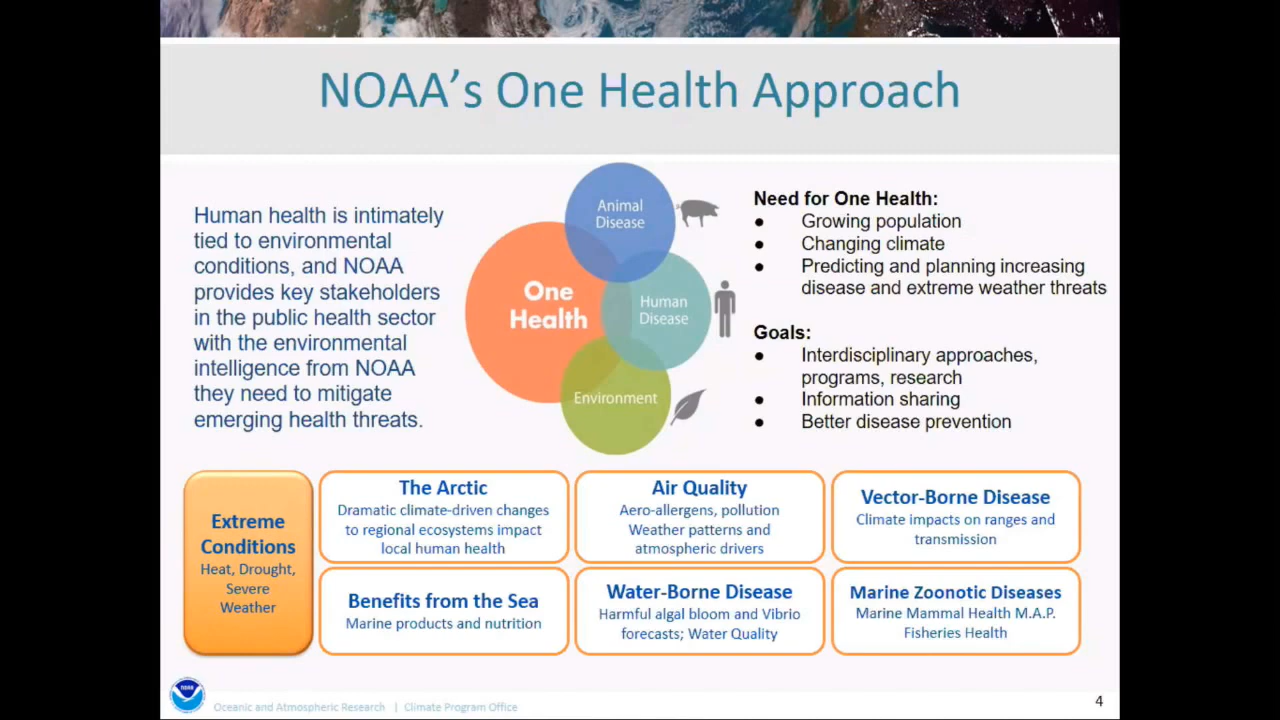 NOAA's One Health Approach
Human health is intimately
tied to environmental
conditions, and NOAA
provides key stakeholders
in the public health sector
with the environmental
intelligence from NOAA
they need to mitigate
emerging health threats.
One
Health
Animal
Disease
Human
Disease
Environment
Need for One Health:
● Growing population
● Changing climate
● Predicting and planning increasing
disease and extreme weather threats
Goals:
● Interdisciplinary approaches,
programs, research
● Information sharing
● Better disease prevention
Extreme
Conditions
Heat, Drought,
Severe
Weather
The Arctic
Dramatic climate-driven changes
to regional ecosystems impact
local human health
Air Quality
Aero-allergens, pollution
Weather patterns and
atmospheric drivers
Vector-Borne Disease
Climate impacts on ranges and
transmission
Benefits from the Sea
Marine products and nutrition
Water-Borne Disease
Harmful algal bloom and Vibrio
forecasts; Water Quality
Marine Zoonotic Diseases
Marine Mammal Health M.A.P.
Fisheries Health
NOAA
Oceanic and Atmospheric Research | Climate Program Office
4